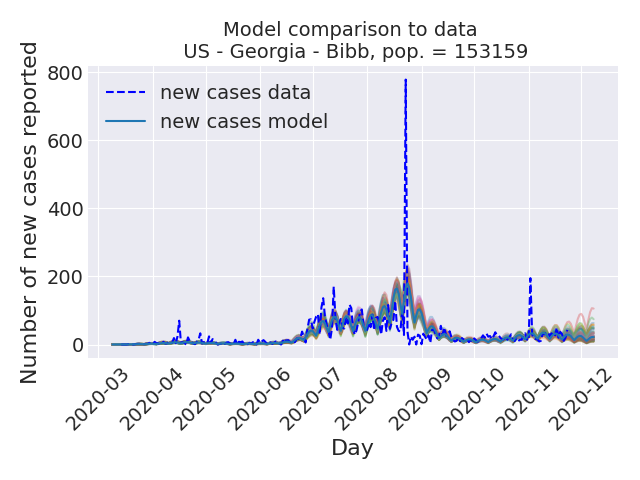 Model comparison to data
US - Georgia - Bibb, pop. = 153159
Number of new cases reported
800
600
400
200
0
new cases data
new cases model
2020-03
2020-04
2020-05
2020-06
2020-07
2020-08
2020-09
2020-10
2020-11
2020-12
Day